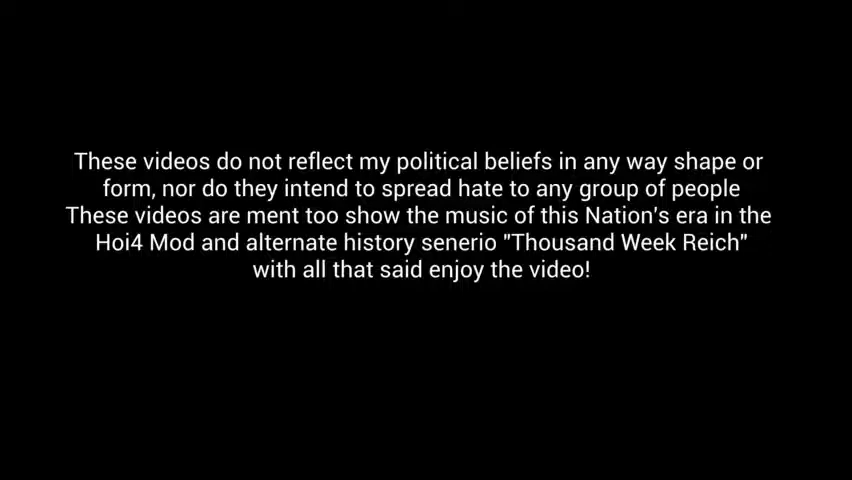 These videos do not reflect my political beliefs in any way shape or
form, nor do they intend to spread hate to any group of people
These videos are ment too show the music of this Nation's era in the
Hoi4 Mod and alternate history senerio "Thousand Week Reich"
with all that said enjoy the video!